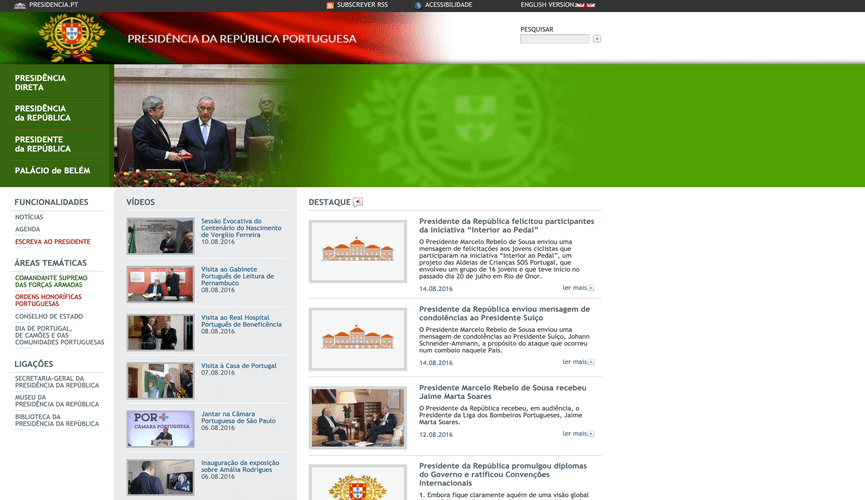 PRESIDENCIA.PT
SUBSCREVER RSS
ACESSIBILIDADE
ENGLISH VERSION
PRESIDÊNCIA DA REPÚBLICA PORTUGUESA
PESQUISAR
PRESIDÊNCIA
DIRETA
PRESIDÊNCIA
da REPÚBLICA
PRESIDENTE
da REPÚBLICA
PALÁCIO de BELÉM
FUNCIONALIDADES
NOTÍCIAS
AGENDA
ESCREVA AO PRESIDENTE
ÁREAS TEMÁTICAS
COMANDANTE SUPREMO
DAS FORÇAS ARMADAS
ORDENS HONORÍFICAS
PORTUGUESAS
CONSELHO DE ESTADO
DIA DE PORTUGAL,
DE CAMÕES E DAS
COMUNIDADES PORTUGUESAS
LIGAÇÕES
SECRETARIA-GERAL DA
PRESIDÊNCIA DA REPÚBLICA
MUSEU DA
PRESIDÊNCIA DA REPÚBLICA
BIBLIOTECA DA
PRESIDÊNCIA DA REPÚBLICA
VÍDEOS
Sessão Evocativa do
Centenário do Nascimento
de Vergílio Ferreira
10.08.2016
Visita ao Gabinete
Português de Leitura de
Pernambuco
08.08.2016
Visita ao Real Hospital
Português de Beneficência
08.08.2016
Visita à Casa de Portugal
07.08.2016
POR+
CÂMARA PORTUGUESA
Jantar na Câmara
Portuguesa de São Paulo
06.08.2016
Inauguração da exposição
sobre Amália Rodrigues
06.08.2016
DESTAQUE
Presidente da República felicitou participantes
da iniciativa “Interior ao Pedal”
O Presidente Marcelo Rebelo de Sousa enviou uma
mensagem de felicitações aos jovens ciclistas que
participaram na iniciativa “Interior ao Pedal”, um
projeto das Aldeias de Crianças SOS Portugal, que
envolveu um grupo de 16 jovens e que teve início no
passado dia 20 de julho em Rio de Onor.
14.08.2016
ler mais
Presidente da República enviou mensagem de
condolências ao Presidente Suíço
O Presidente Marcelo Rebelo de Sousa enviou uma
mensagem de condolências ao Presidente Suíço, Johann
Schneider-Ammann, a propósito do ataque que ocorreu
num comboio naquele País.
14.08.2016
ler mais
Presidente Marcelo Rebelo de Sousa recebeu
Jaime Marta Soares
O Presidente da República recebeu, em audiência, o
Presidente da Liga dos Bombeiros Portugueses, Jaime
Marta Soares.
12.08.2016
ler mais
Presidente da República promulgou diplomas
do Governo e ratificou Convenções
Internacionais
1. Embora fique claramente aquém de uma visão global